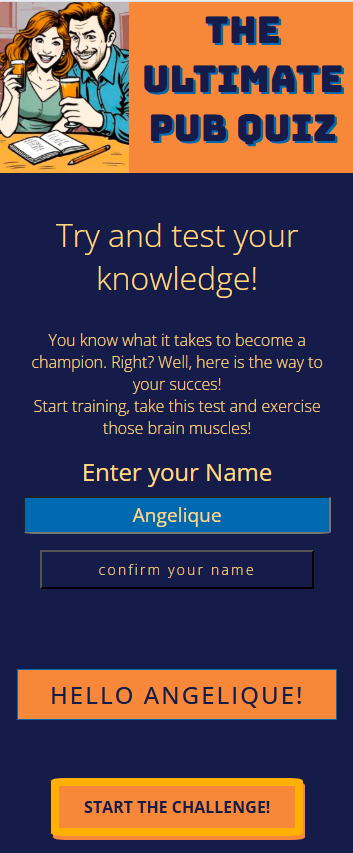 THE
ULTIMATE
PUB QUIZ
Try and test your
knowledge!
You know what it takes to become a
champion. Right? Well, here is the way to
your succes!
Start training, take this test and exercise
those brain muscles!
Enter your Name
Angelique
confirm your name
HELLO ANGELIQUE!
START THE CHALLENGE!